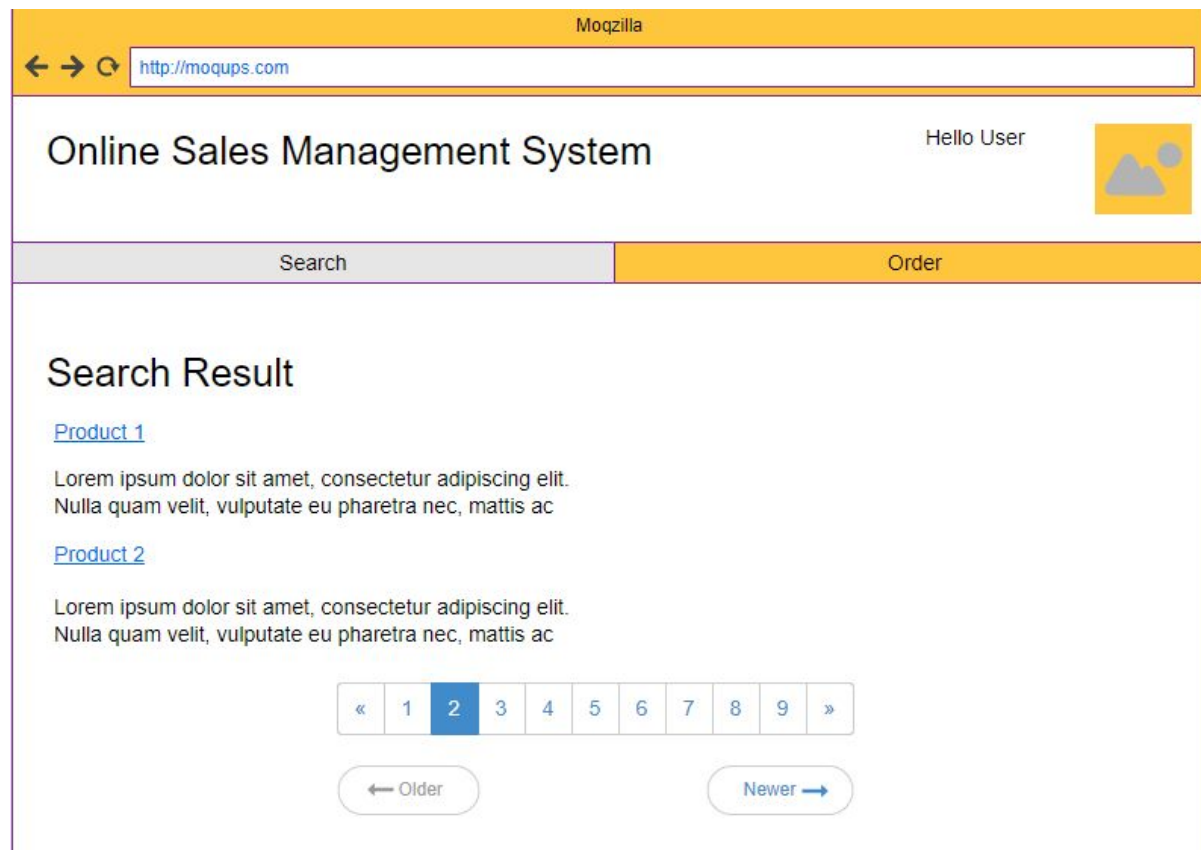 Moqzilla
http://moqups.com
Online Sales Management System
Hello User
Search
Order
Search Result
Product 1
Lorem ipsum dolor sit amet, consectetur adipiscing elit.
Nulla quam velit, vulputate eu pharetra nec, mattis ac
Product 2
Lorem ipsum dolor sit amet, consectetur adipiscing elit.
Nulla quam velit, vulputate eu pharetra nec, mattis ac
« 1 2 3 4 5 6 7 8 9 »
Older
Newer